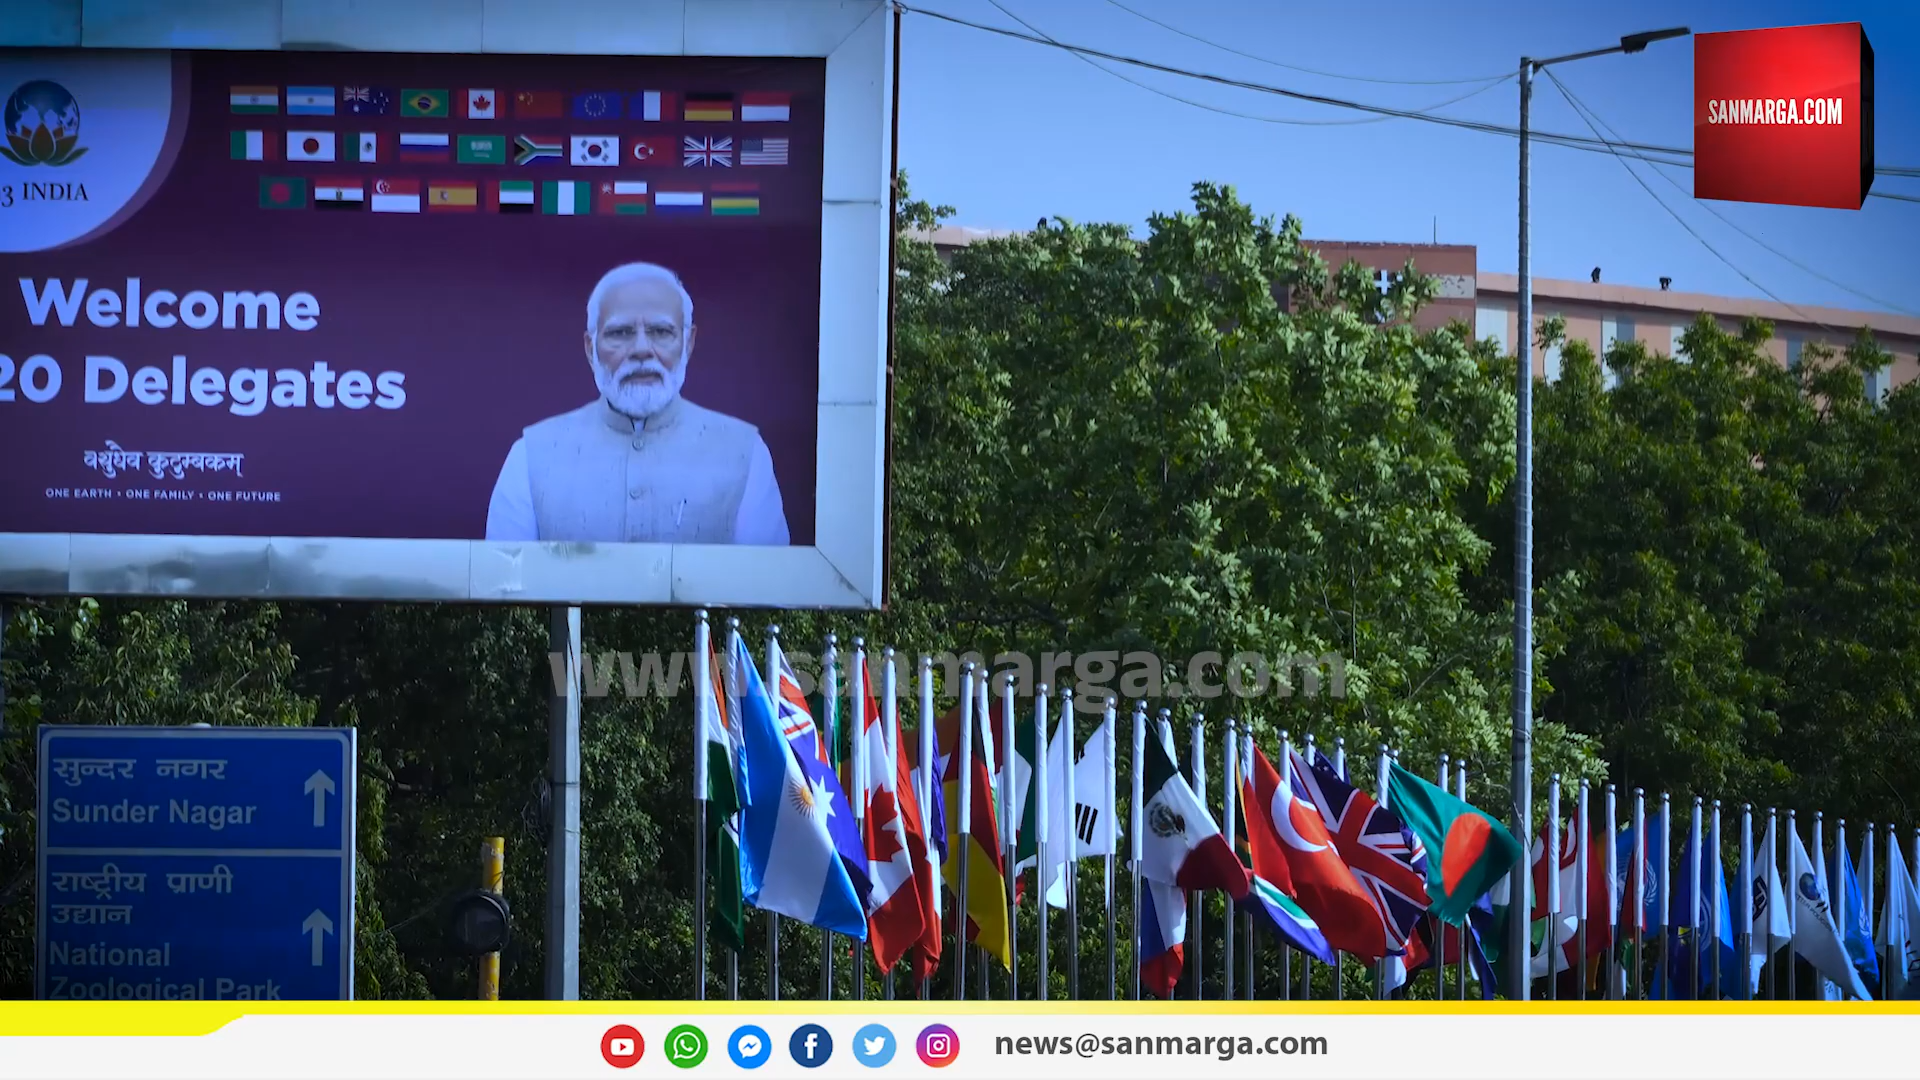 SANMARGA.COM
3 INDIA
Welcome
20 Delegates
वसुधैव कुटुम्बकम्
ONE EARTH • ONE FAMILY • ONE FUTURE
www.sanmarga.com
सुन्दर नगर
Sunder Nagar
राष्ट्रीय प्राणी
उद्यान
National
Zoological Park
news@sanmarga.com